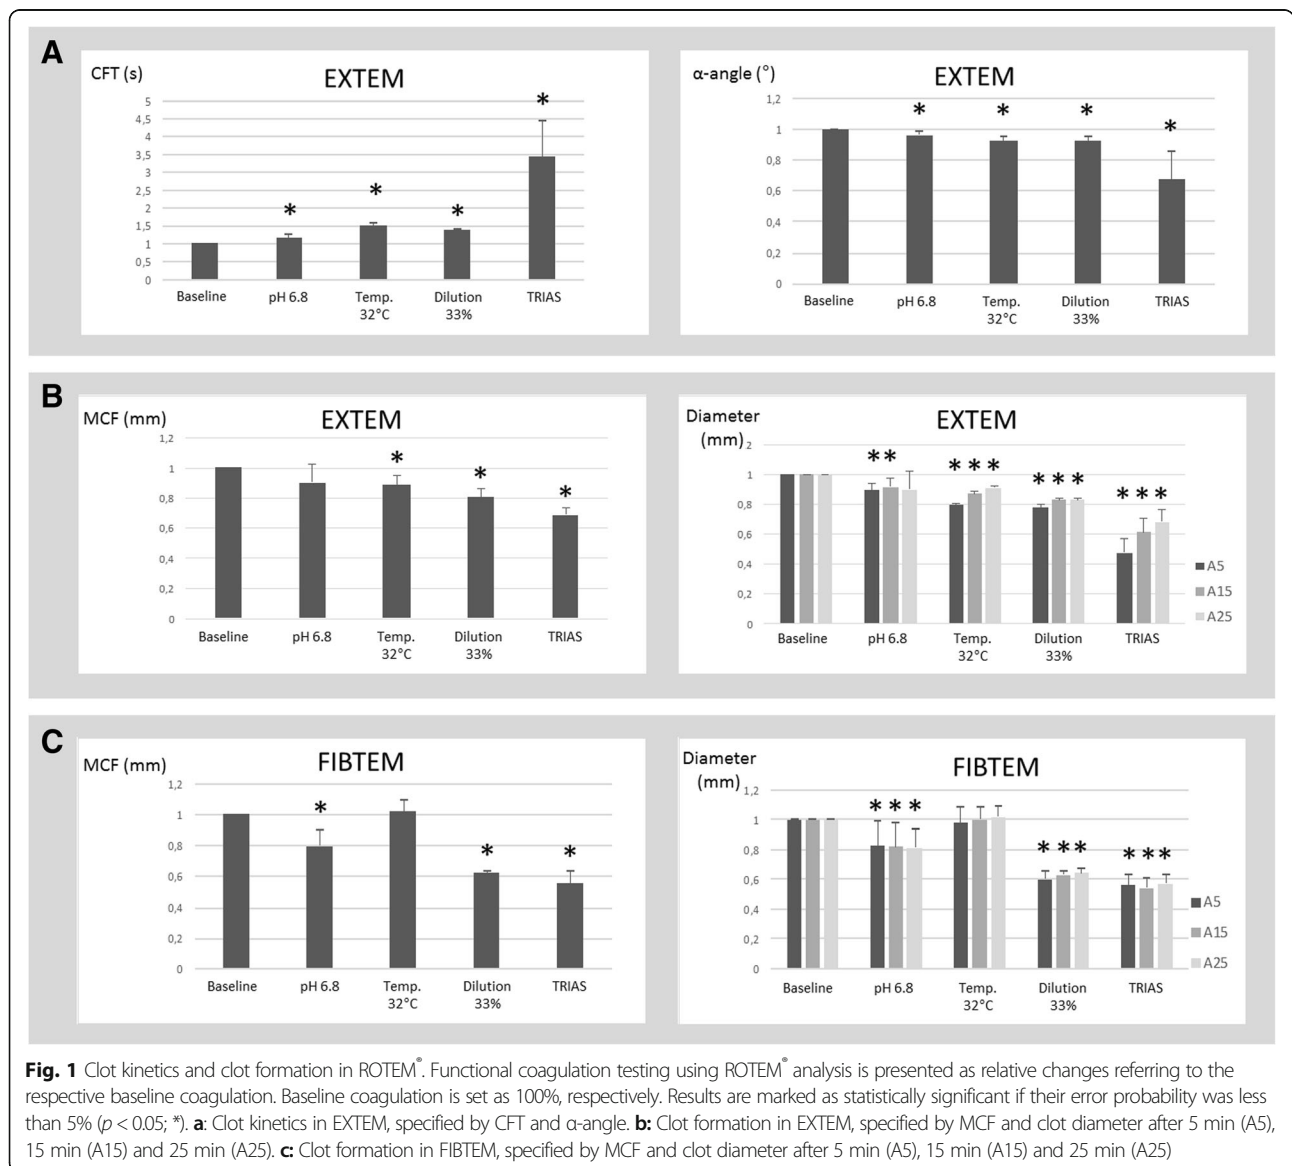 A
CFT (s)
EXTEM
5
4,5
4
3,5
3
2,5
2
1,5
1
0,5
0
*
*
*
*
Baseline
pH 6.8
Temp.
32°C
Dilution
33%
TRIAS
α-angle (°)
EXTEM
1,2
1
0,8
0,6
0,4
0,2
0
*
*
*
*
Baseline
pH 6.8
Temp.
32°C
Dilution
33%
TRIAS
B
MCF (mm)
EXTEM
1,2
1
0,8
0,6
0,4
0,2
0
*
*
*
Baseline
pH 6.8
Temp.
32°C
Dilution
33%
TRIAS
Diameter
(mm)
EXTEM
2
1
0,8
0,6
0,4
0,2
0
**
***
***
***
A5
A15
A25
Baseline
pH 6.8
Temp.
32°C
Dilution
33%
TRIAS
C
MCF (mm)
FIBTEM
1,2
1
0,8
0,6
0,4
0,2
0
*
*
*
Baseline
pH 6.8
Temp.
32°C
Dilution
33%
TRIAS
Diameter
(mm)
FIBTEM
1,2
1
0,8
0,6
0,4
0,2
0
***
***
***
A5
A15
A25
Baseline
pH 6.8
Temp.
32°C
Dilution
33%
TRIAS
Fig. 1 Clot kinetics and clot formation in ROTEM®. Functional coagulation testing using ROTEM® analysis is presented as relative changes referring to the
respective baseline coagulation. Baseline coagulation is set as 100%, respectively. Results are marked as statistically significant if their error probability was less
than 5% (p < 0.05; *). a: Clot kinetics in EXTEM, specified by CFT and α-angle. b: Clot formation in EXTEM, specified by MCF and clot diameter after 5 min (A5),
15 min (A15) and 25 min (A25). c: Clot formation in FIBTEM, specified by MCF and clot diameter after 5 min (A5), 15 min (A15) and 25 min (A25)